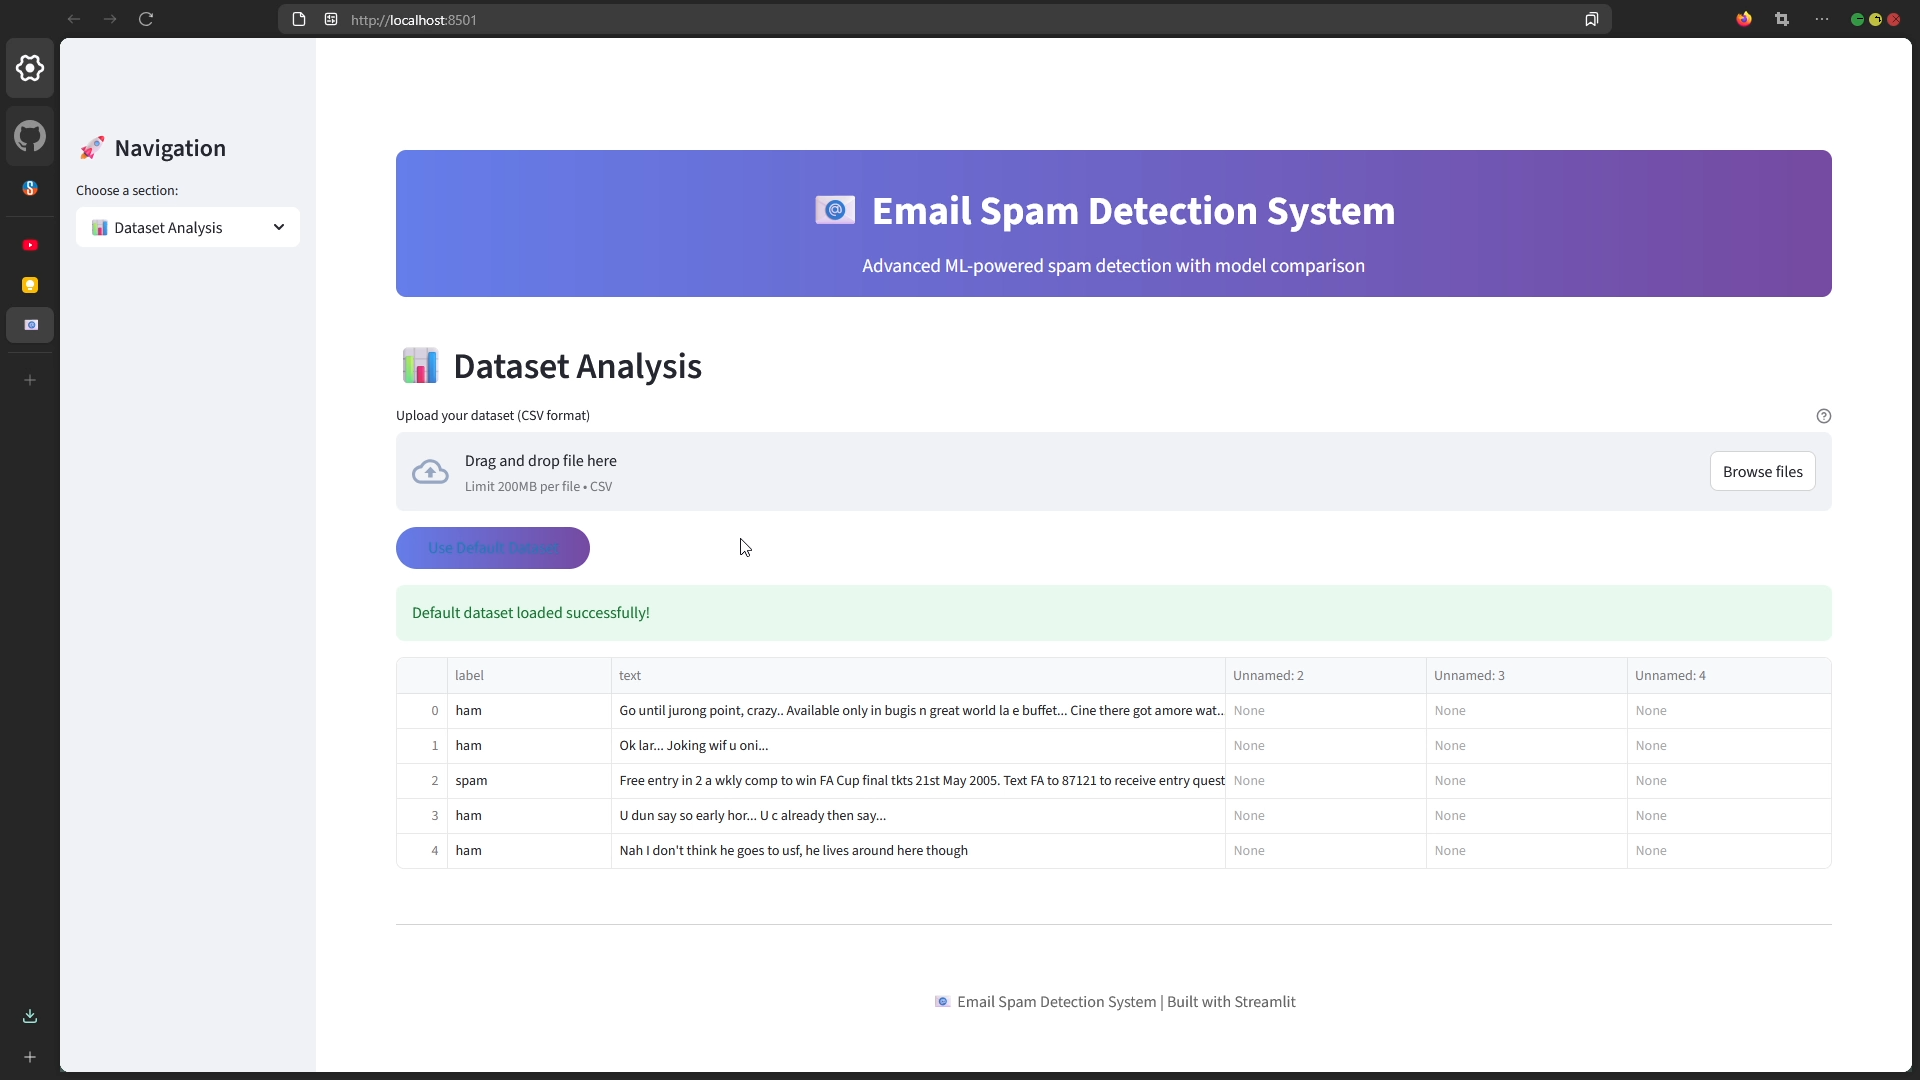 http://localhost:8501
🚀 Navigation
Choose a section:
📊 Dataset Analysis
📧 Email Spam Detection System
Advanced ML-powered spam detection with model comparison
📊 Dataset Analysis
Upload your dataset (CSV format)
Drag and drop file here
Limit 200MB per file • CSV
Browse files
Use Default Dataset
Default dataset loaded successfully!
label text Unnamed: 2 Unnamed: 3 Unnamed: 4
0 ham Go until jurong point, crazy.. Available only in bugis n great world la e buffet... Cine there got amore wat... None None None
1 ham Ok lar... Joking wif u oni... None None None
2 spam Free entry in 2 a wkly comp to win FA Cup final tkts 21st May 2005. Text FA to 87121 to receive entry quest None None None
3 ham U dun say so early hor... U c already then say... None None None
4 ham Nah I don't think he goes to usf, he lives around here though None None None
📧 Email Spam Detection System | Built with Streamlit